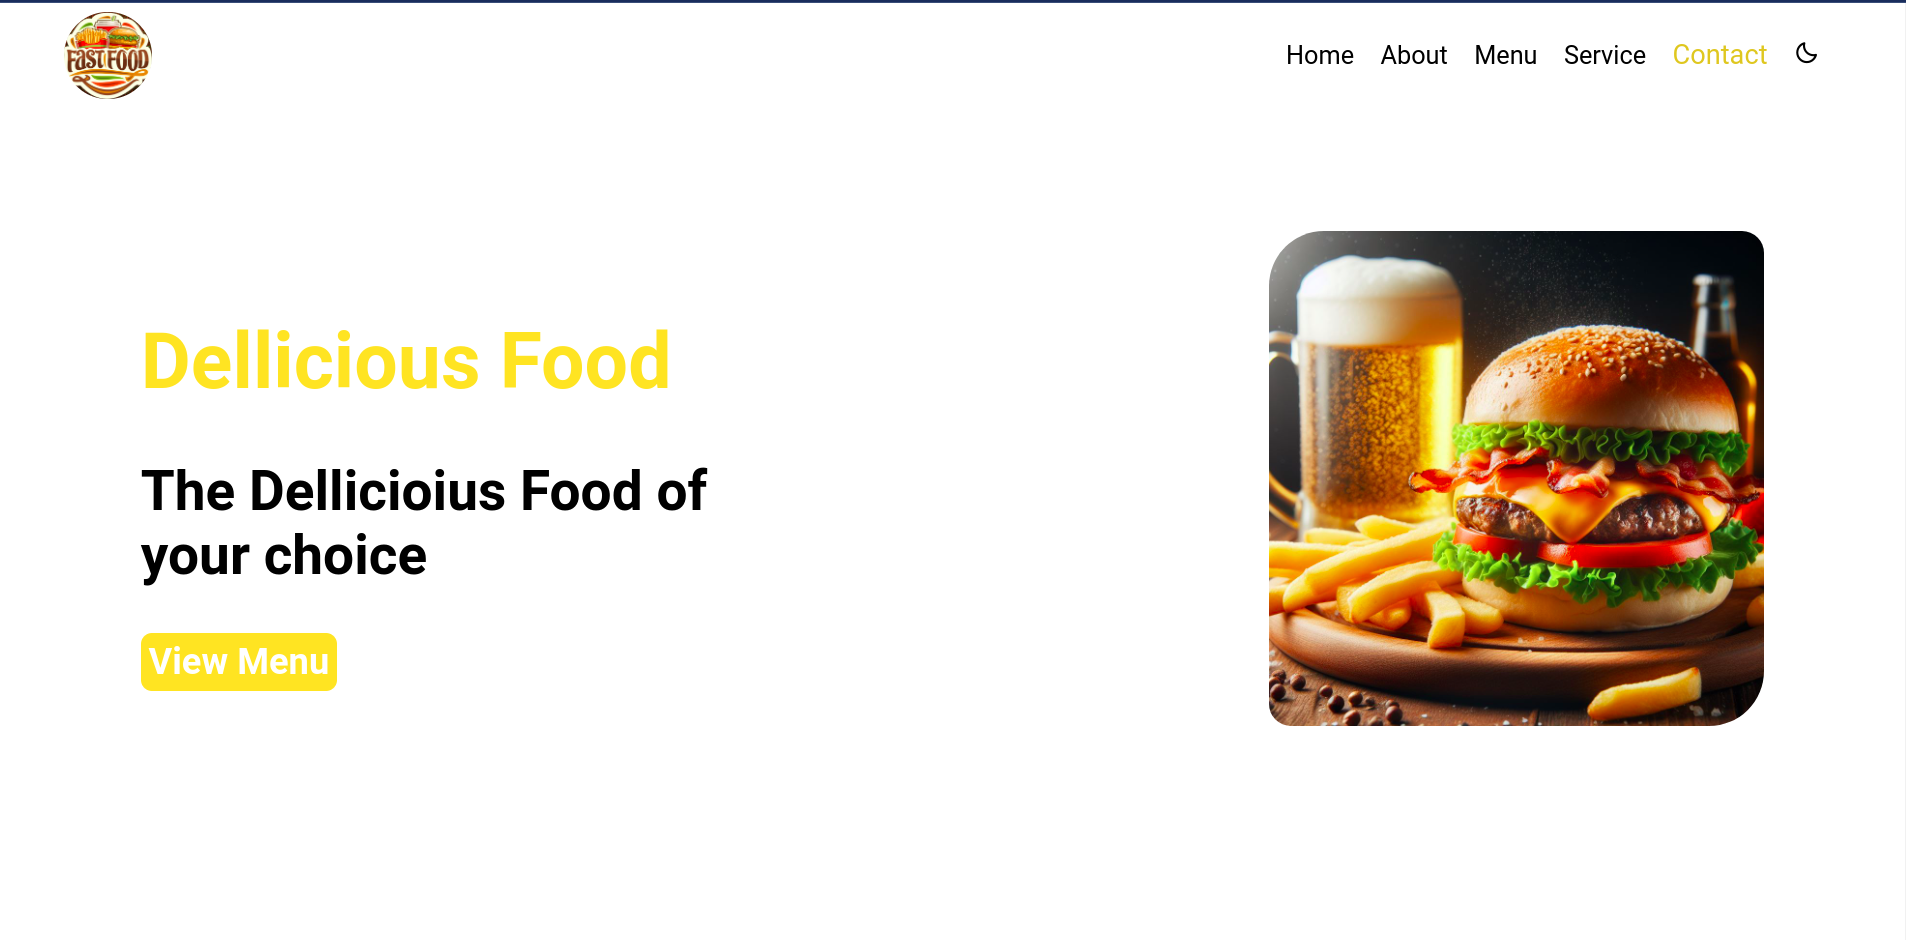 FAST FOOD
Home About Menu Service Contact
Dellicious Food
The Dellicioius Food of
your choice
View Menu